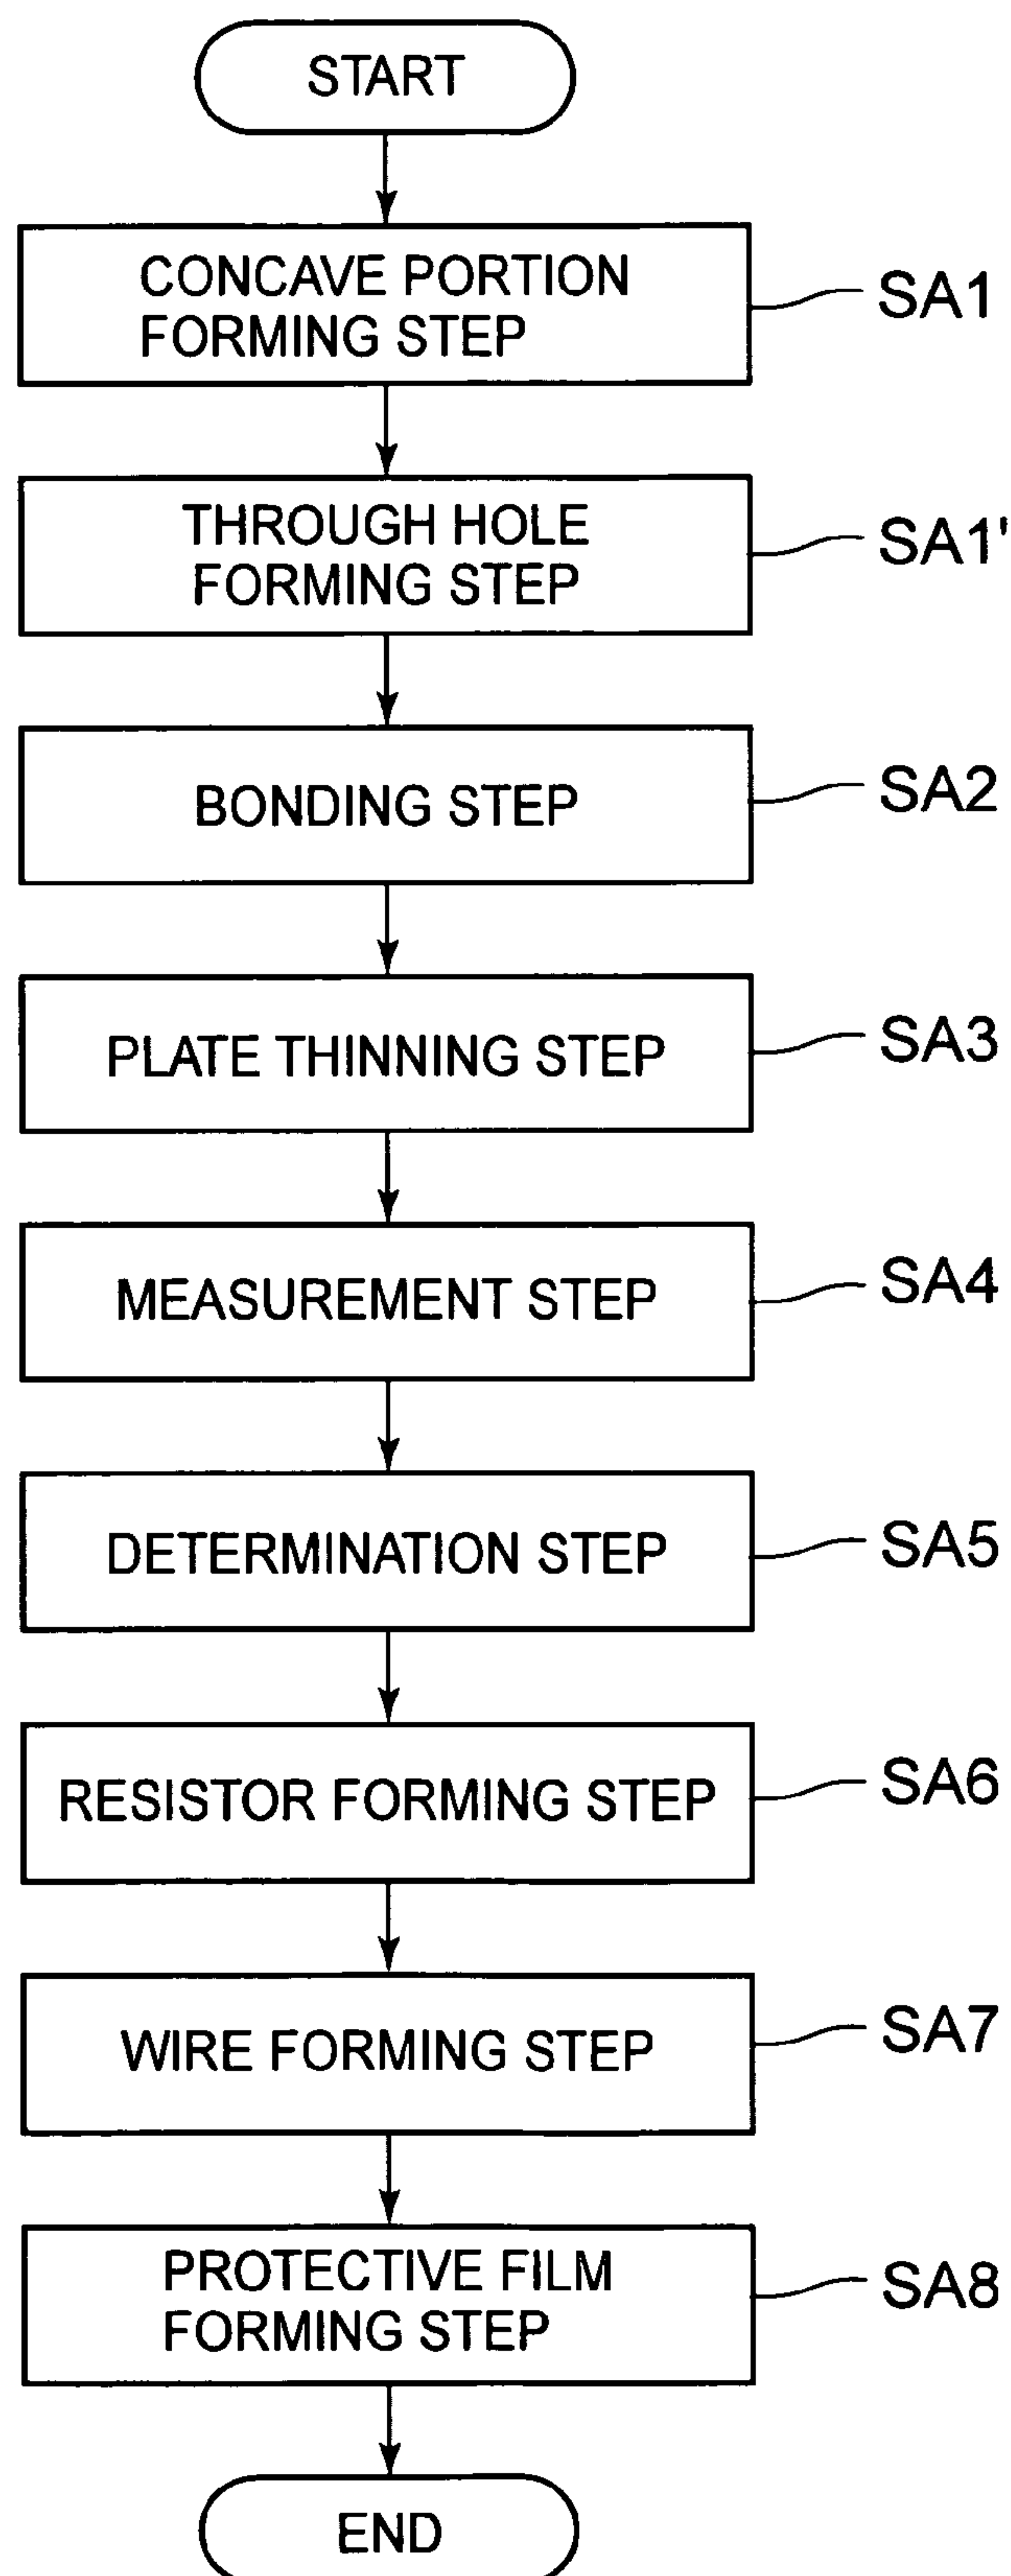 START
CONCAVE PORTION
FORMING STEP
SA1
THROUGH HOLE
FORMING STEP
SA1'
BONDING STEP
SA2
PLATE THINNING STEP
SA3
MEASUREMENT STEP
SA4
DETERMINATION STEP
SA5
RESISTOR FORMING STEP
SA6
WIRE FORMING STEP
SA7
PROTECTIVE FILM
FORMING STEP
SA8
END